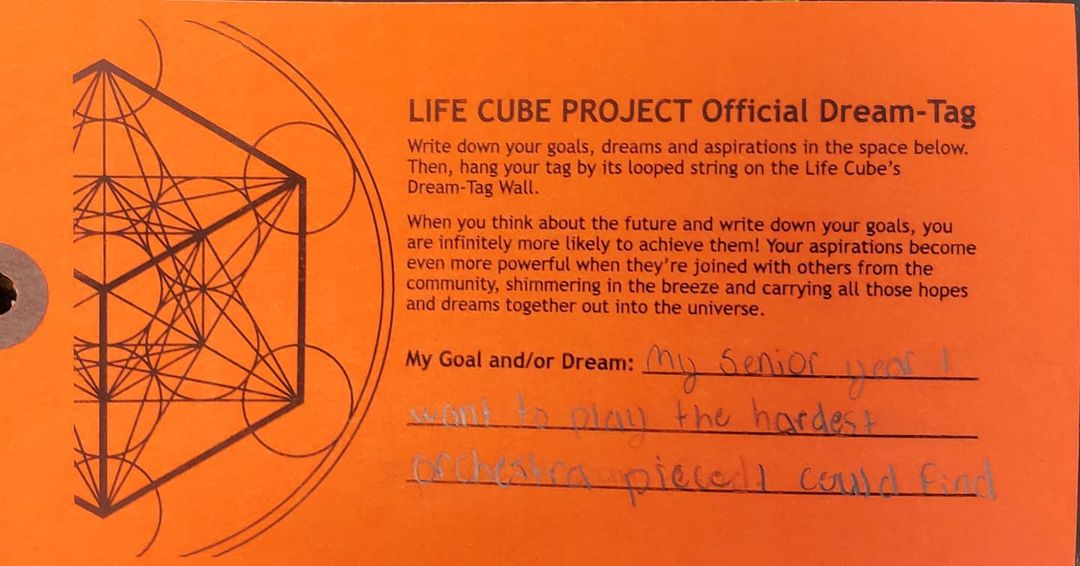 LIFE CUBE PROJECT Official Dream-Tag
Write down your goals, dreams and aspirations in the space below.
Then, hang your tag by its looped string on the Life Cube's
Dream-Tag Wall.
When you think about the future and write down your goals, you
are infinitely more likely to achieve them! Your aspirations become
even more powerful when they're joined with others from the
community, shimmering in the breeze and carrying all those hopes
and dreams together out into the universe.
My Goal and/or Dream: My Senior year I
want to play the hardest
orchestra piece I could find